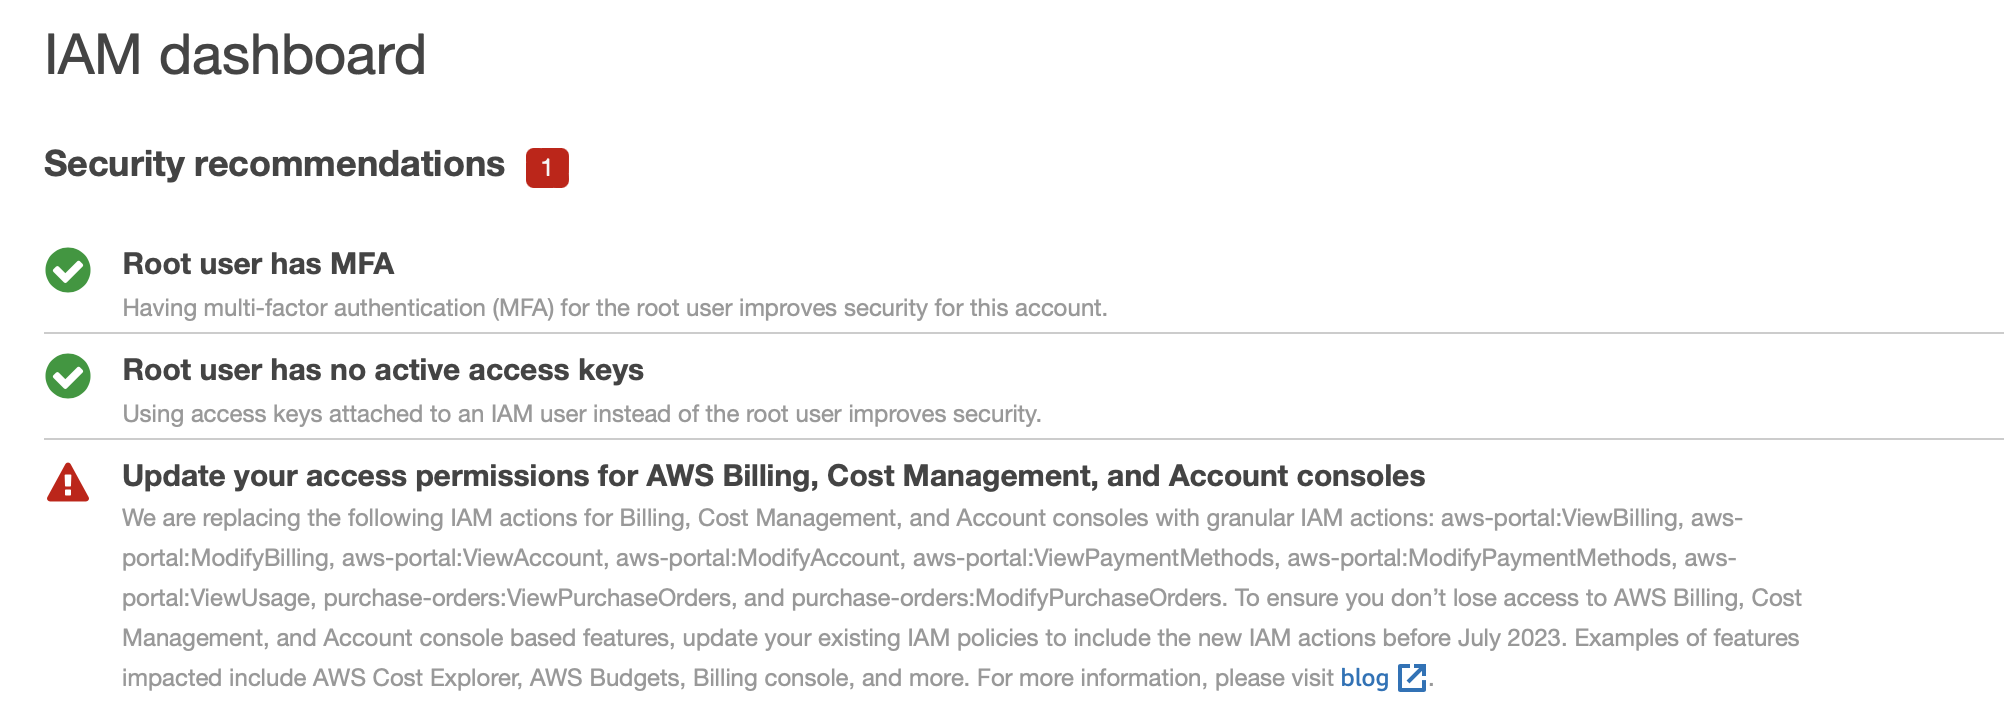 IAM dashboard
Security recommendations 1
Root user has MFA
Having multi-factor authentication (MFA) for the root user improves security for this account.
Root user has no active access keys
Using access keys attached to an IAM user instead of the root user improves security.
Update your access permissions for AWS Billing, Cost Management, and Account consoles
We are replacing the following IAM actions for Billing, Cost Management, and Account consoles with granular IAM actions: aws-
portal:ViewBilling, aws-portal:ModifyBilling, aws-portal:ViewAccount, aws-portal:ModifyAccount, aws-portal:ViewPaymentMethods, aws-portal:ModifyPaymentMethods, aws-
portal:ViewUsage, purchase-orders:ViewPurchaseOrders, and purchase-orders:ModifyPurchaseOrders. To ensure you don’t lose access to AWS Billing, Cost
Management, and Account console based features, update your existing IAM policies to include the new IAM actions before July 2023. Examples of features
impacted include AWS Cost Explorer, AWS Budgets, Billing console, and more. For more information, please visit blog.